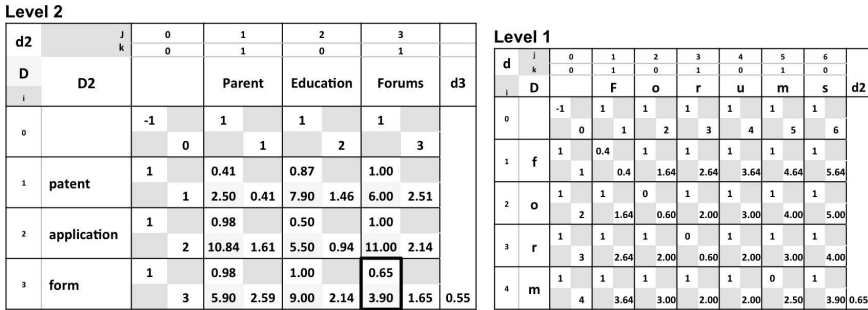 Level 2
d2 J 0 1 2 3
k 0 1 0 1
D D2 Parent Education Forums d3
i
0 -1 1 1 1
0 1 2 3
1 patent 1 0.41 0.87 1.00
1 2.50 0.41 7.90 1.46 6.00 2.51
2 application 1 0.98 0.50 1.00
2 10.84 1.61 5.50 0.94 11.00 2.14
3 form 1 0.98 1.00 0.65
3 5.90 2.59 9.00 2.14 3.90 1.65 0.55
Level 1
d j 0 1 2 3 4 5 6
k 0 1 0 1 0 1 0
i D F o r u m s d2
0 -1 1 1 1 1 1 1
0 1 2 3 4 5 6
1 f 1 0.4 1 1 1 1 1
1 0.4 1.64 2.64 3.64 4.64 5.64
2 o 1 1 0 1 1 1 1
2 1.64 0.60 2.00 3.00 4.00 5.00
3 r 1 1 1 0 1 1 1
3 2.64 2.00 0.60 2.00 3.00 4.00
4 m 1 1 1 1 1 0 1
4 3.64 3.00 2.00 2.00 2.50 3.90 0.65